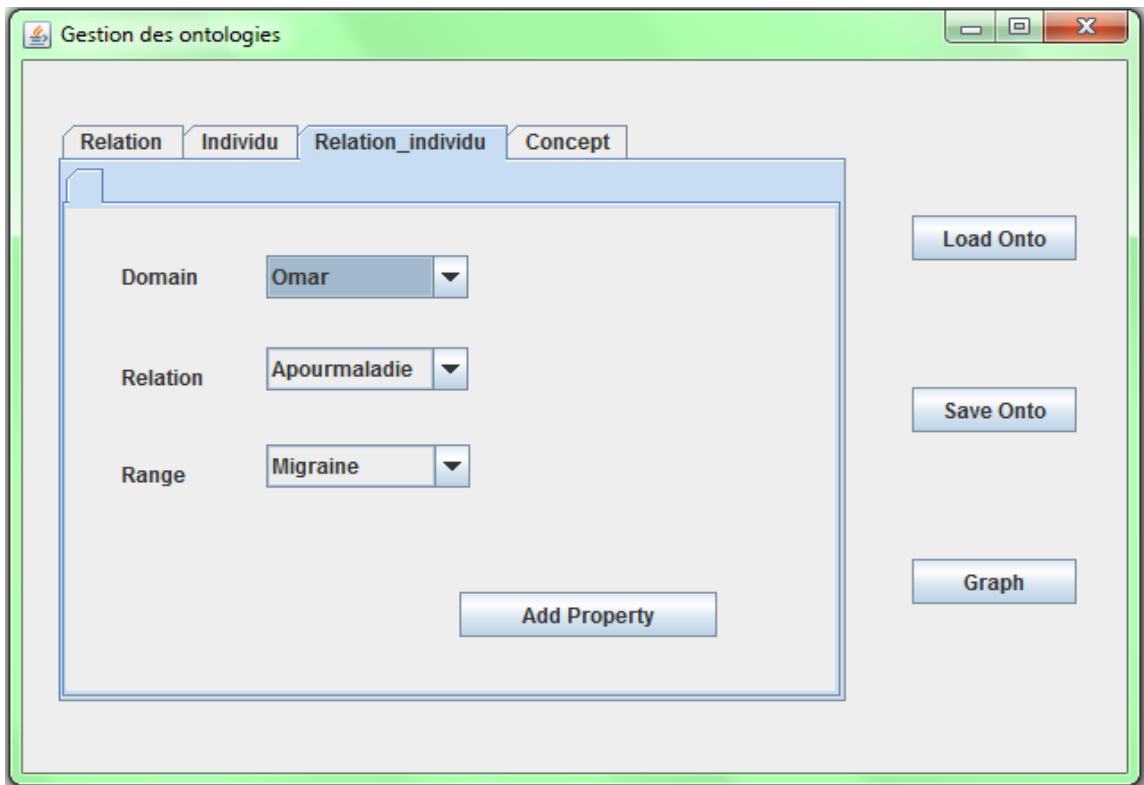 Gestion des ontologies
Relation Individu Relation_individu Concept
Load Onto
Domain Omar
Relation Apourmaladie
Save Onto
Range Migraine
Graph
Add Property